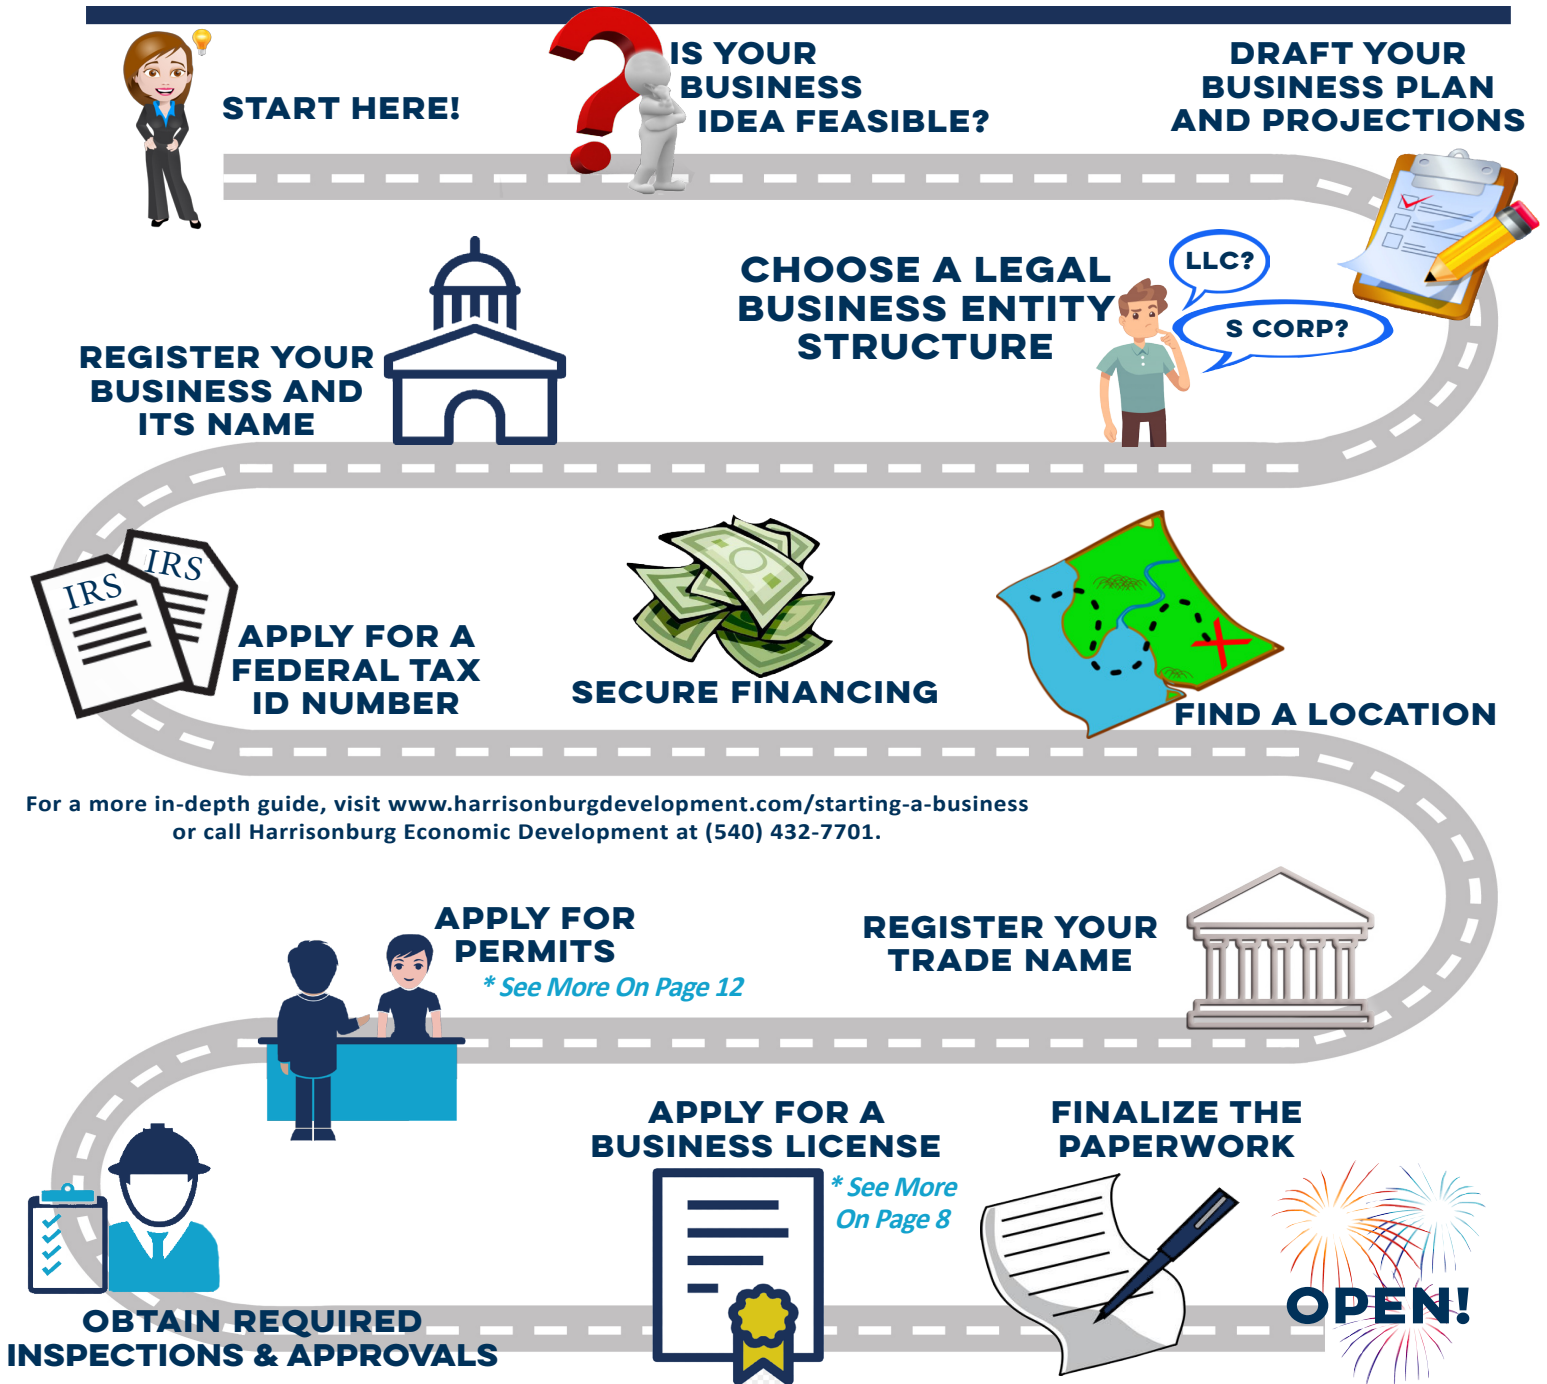 START HERE!
IS YOUR
BUSINESS
IDEA FEASIBLE?
DRAFT YOUR
BUSINESS PLAN
AND PROJECTIONS
CHOOSE A LEGAL
BUSINESS ENTITY
STRUCTURE
LLC?
S CORP?
REGISTER YOUR
BUSINESS AND
ITS NAME
IRS
IRS
APPLY FOR A
FEDERAL TAX
ID NUMBER
SECURE FINANCING
FIND A LOCATION
For a more in-depth guide, visit www.harrisonburgdevelopment.com/starting-a-business
or call Harrisonburg Economic Development at (540) 432-7701.
REGISTER YOUR
TRADE NAME
APPLY FOR
PERMITS
* See More On Page 12
OBTAIN REQUIRED
INSPECTIONS & APPROVALS
APPLY FOR A
BUSINESS LICENSE
* See More
On Page 8
FINALIZE THE
PAPERWORK
OPEN!